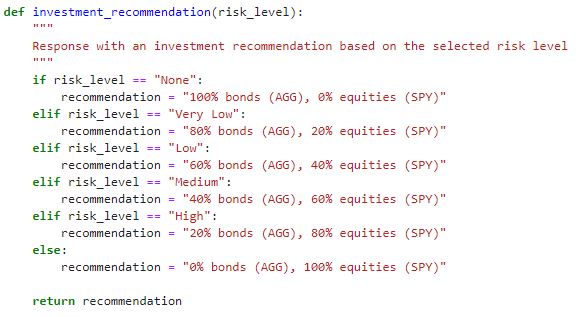 def investment_recommendation(risk_level):
    """
    Response with an investment recommendation based on the selected risk level
    """
    if risk_level == "None":
        recommendation = "100% bonds (AGG), 0% equities (SPY)"
    elif risk_level == "Very Low":
        recommendation = "80% bonds (AGG), 20% equities (SPY)"
    elif risk_level == "Low":
        recommendation = "60% bonds (AGG), 40% equities (SPY)"
    elif risk_level == "Medium":
        recommendation = "40% bonds (AGG), 60% equities (SPY)"
    elif risk_level == "High":
        recommendation = "20% bonds (AGG), 80% equities (SPY)"
    else:
        recommendation = "0% bonds (AGG), 100% equities (SPY)"

    return recommendation